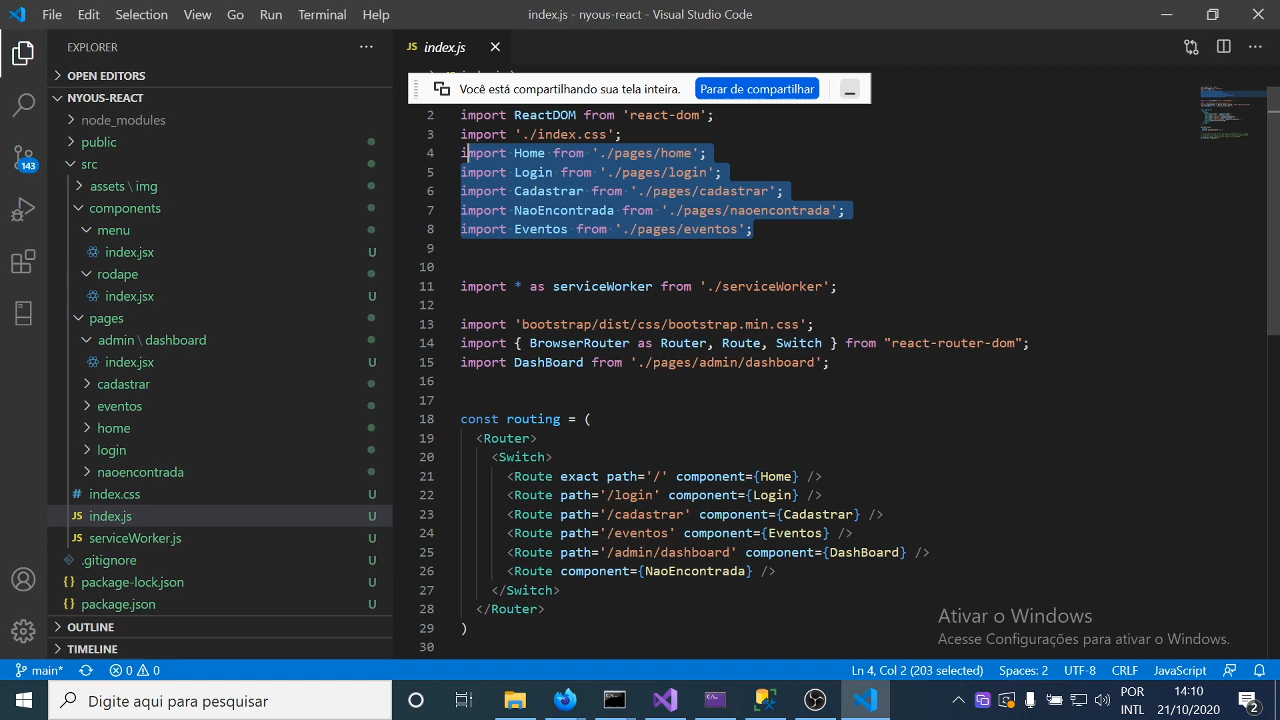 File Edit Selection View Go Run Terminal Help
index.js - nyous-react - Visual Studio Code
EXPLORER
OPEN EDITORS
NYOUS-REACT
node_modules
public
src
assets \ img
components
menu
index.jsx U
rodape
index.jsx U
pages
admin \ dashboard
index.jsx U
cadastrar
eventos
home
login
naoencontrada
# index.css U
JS index.js U
JS serviceWorker.js U
.gitignore U
{} package-lock.json U
{} package.json U
OUTLINE
TIMELINE
143
JS index.js
Você está compartilhando sua tela inteira. Parar de compartilhar
2 import ReactDOM from 'react-dom';
3 import './index.css';
4 import Home from './pages/home';
5 import Login from './pages/login';
6 import Cadastrar from './pages/cadastrar';
7 import NaoEncontrada from './pages/naoencontrada';
8 import Eventos from './pages/eventos';
9
10
11 import * as serviceWorker from './serviceWorker';
12
13 import 'bootstrap/dist/css/bootstrap.min.css';
14 import { BrowserRouter as Router, Route, Switch } from "react-router-dom";
15 import DashBoard from './pages/admin/dashboard';
16
17
18 const routing = (
19 <Router>
20 <Switch>
21 <Route exact path='/' component={Home} />
22 <Route path='/login' component={Login} />
23 <Route path='/cadastrar' component={Cadastrar} />
24 <Route path='/eventos' component={Eventos} />
25 <Route path='/admin/dashboard' component={DashBoard} />
26 <Route component={NaoEncontrada} />
27 </Switch>
28 </Router>
29 )
30
Ativar o Windows
Acesse Configurações para ativar o Windows.
main* 0 0
Ln 4, Col 2 (203 selected) Spaces: 2 UTF-8 CRLF JavaScript
Digite aqui para pesquisar
POR
INTL
14:10
21/10/2020
2